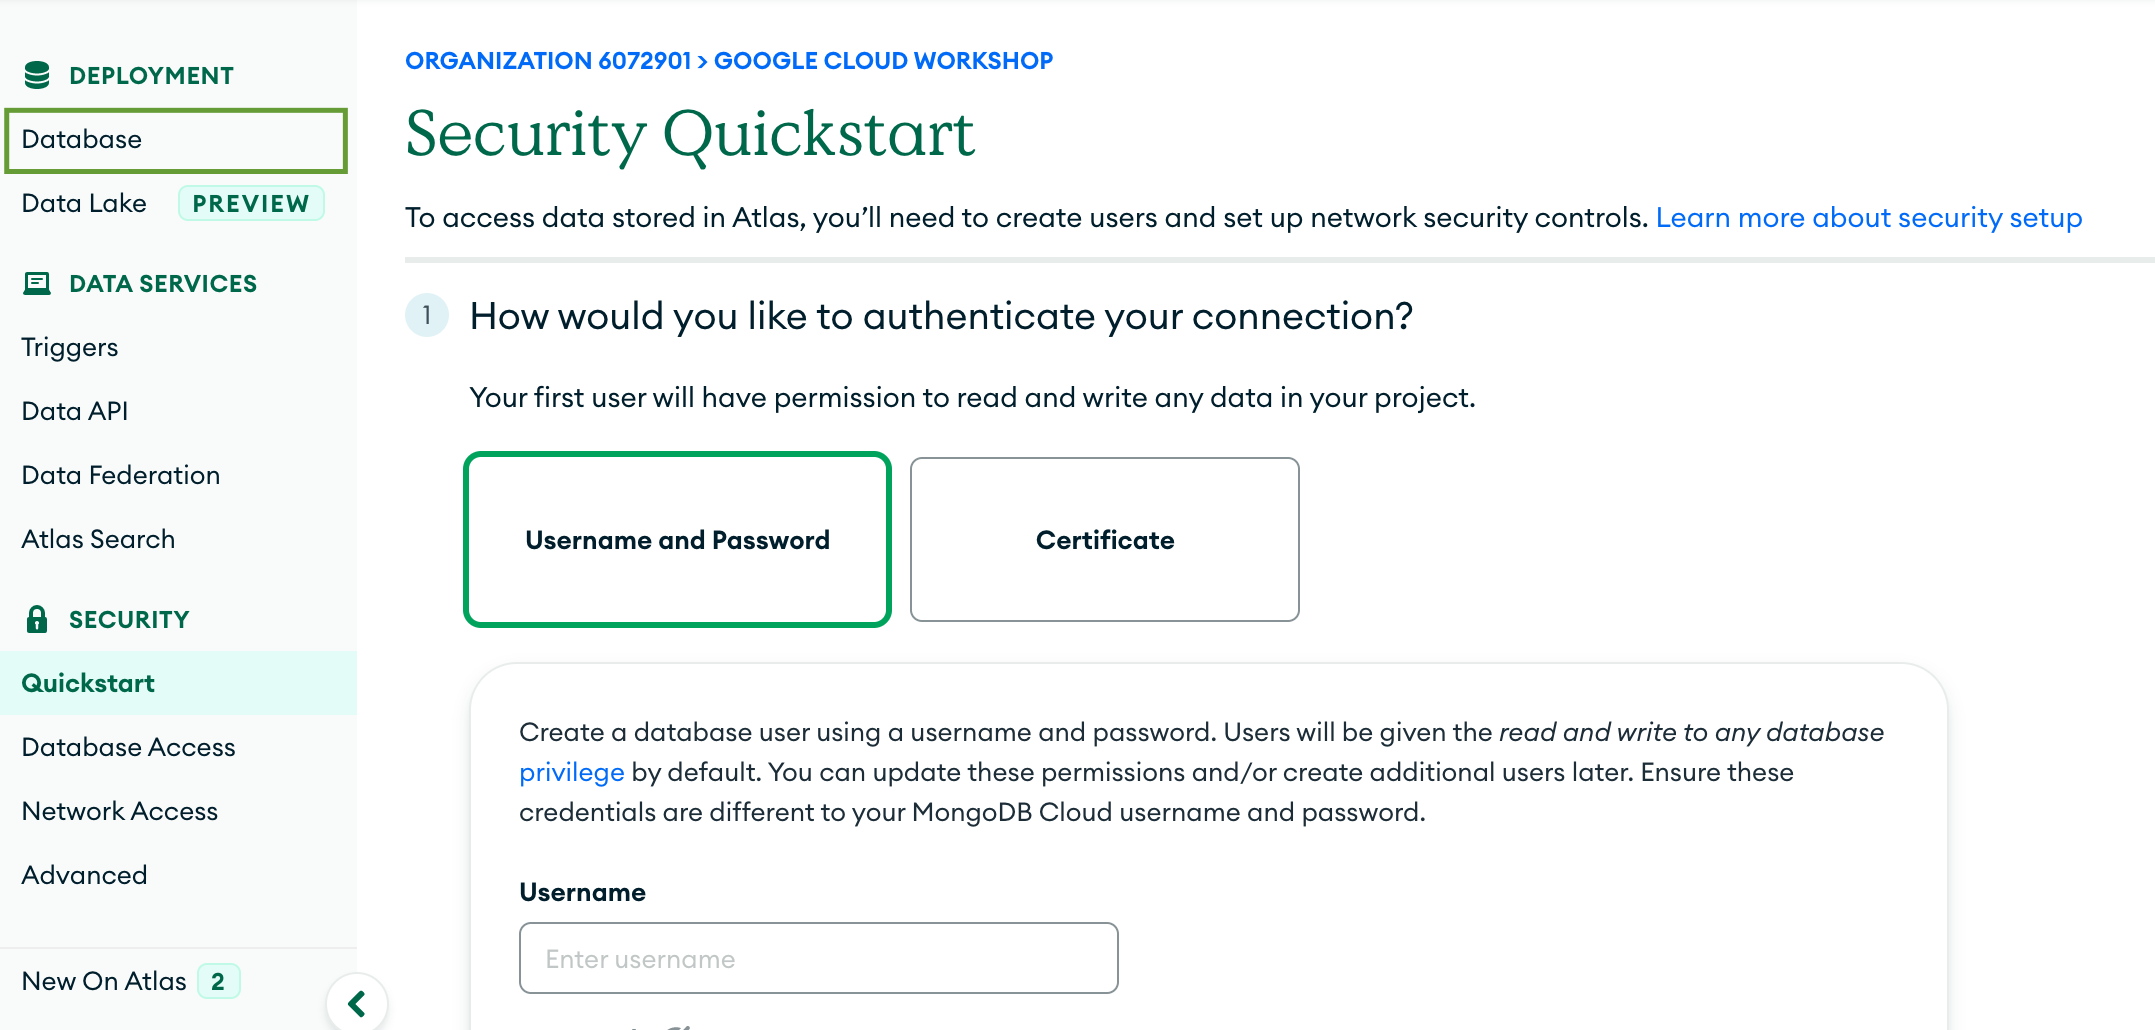 DEPLOYMENT
Database
Data Lake PREVIEW
DATA SERVICES
Triggers
Data API
Data Federation
Atlas Search
SECURITY
Quickstart
Database Access
Network Access
Advanced
New On Atlas 2
ORGANIZATION 6072901 > GOOGLE CLOUD WORKSHOP
Security Quickstart
To access data stored in Atlas, you’ll need to create users and set up network security controls. Learn more about security setup
1 How would you like to authenticate your connection?
Your first user will have permission to read and write any data in your project.
Username and Password
Certificate
Create a database user using a username and password. Users will be given the read and write to any database
privilege by default. You can update these permissions and/or create additional users later. Ensure these
credentials are different to your MongoDB Cloud username and password.
Username
Enter username